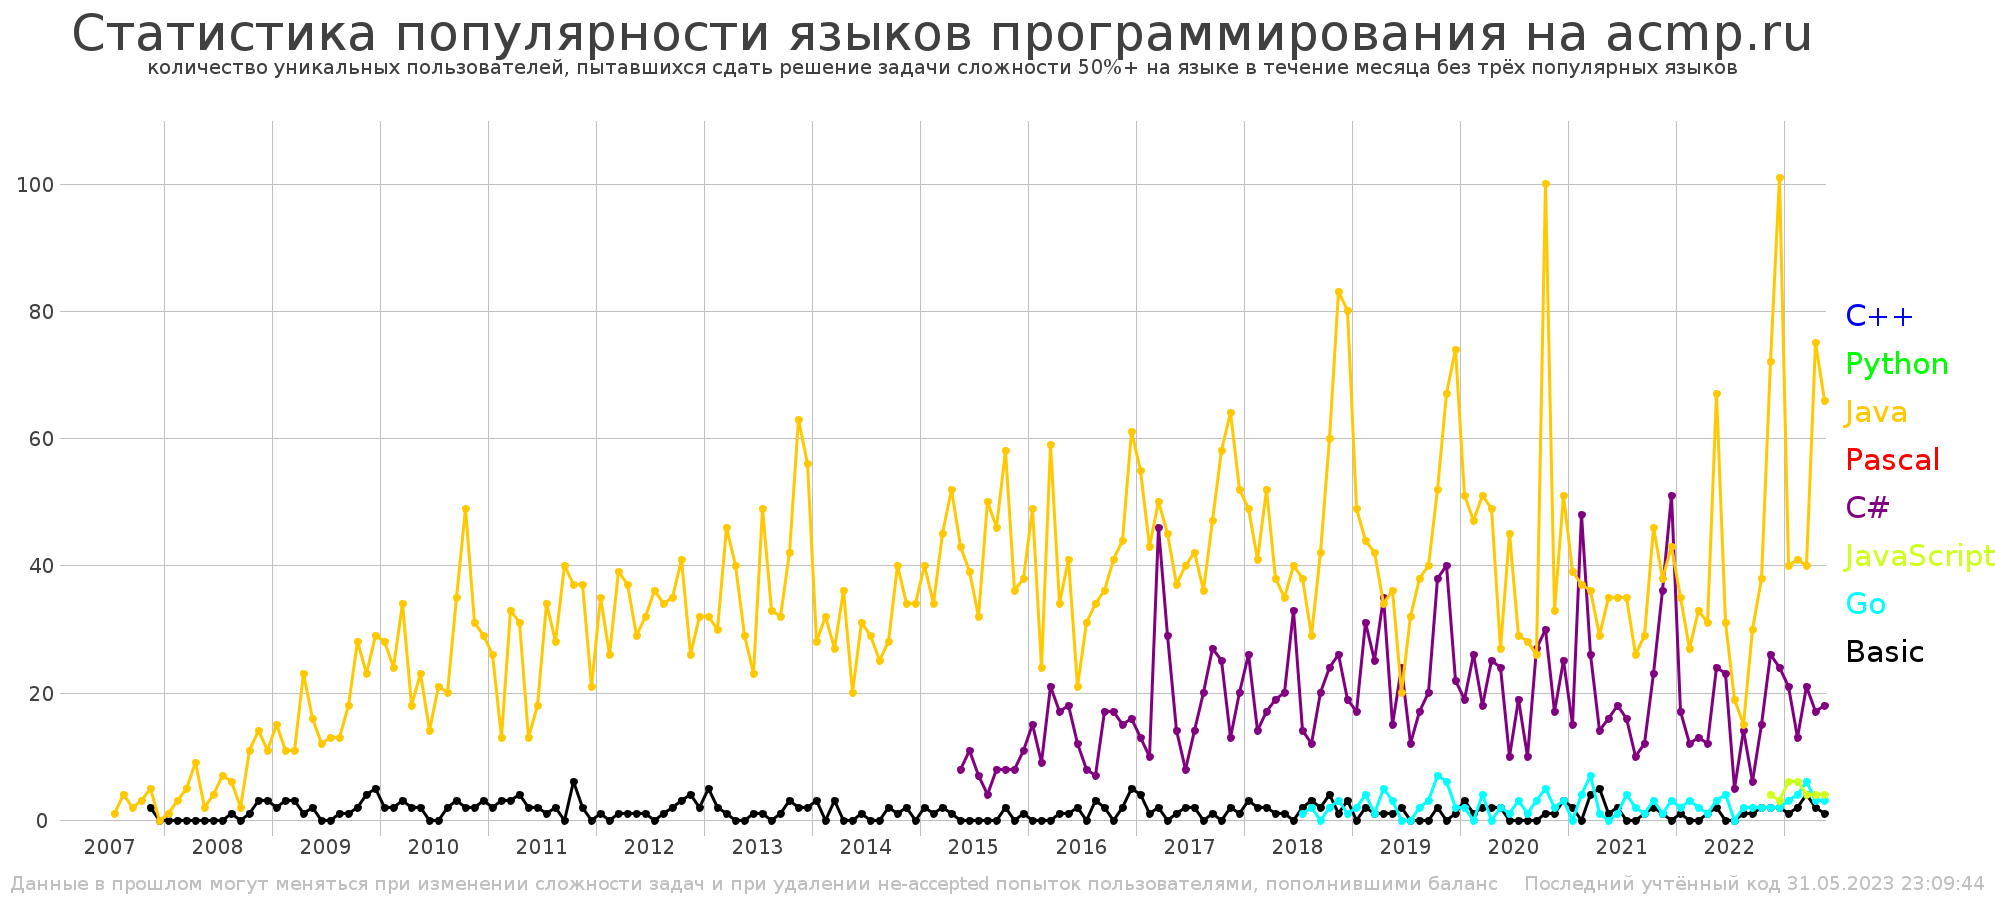 Статистика популярности языков программирования на acmp.ru
количество уникальных пользователей, пытавшихся сдать решение задачи сложности 50%+ на языке в течение месяца без трёх популярных языков
100
80
60
40
20
0
C++
Python
Java
Pascal
C#
JavaScript
Go
Basic
2007 2008 2009 2010 2011 2012 2013 2014 2015 2016 2017 2018 2019 2020 2021 2022
Данные в прошлом могут меняться при изменении сложности задач и при удалении не-accepted попыток пользователями, пополнившими баланс Последний учтённый код 31.05.2023 23:09:44